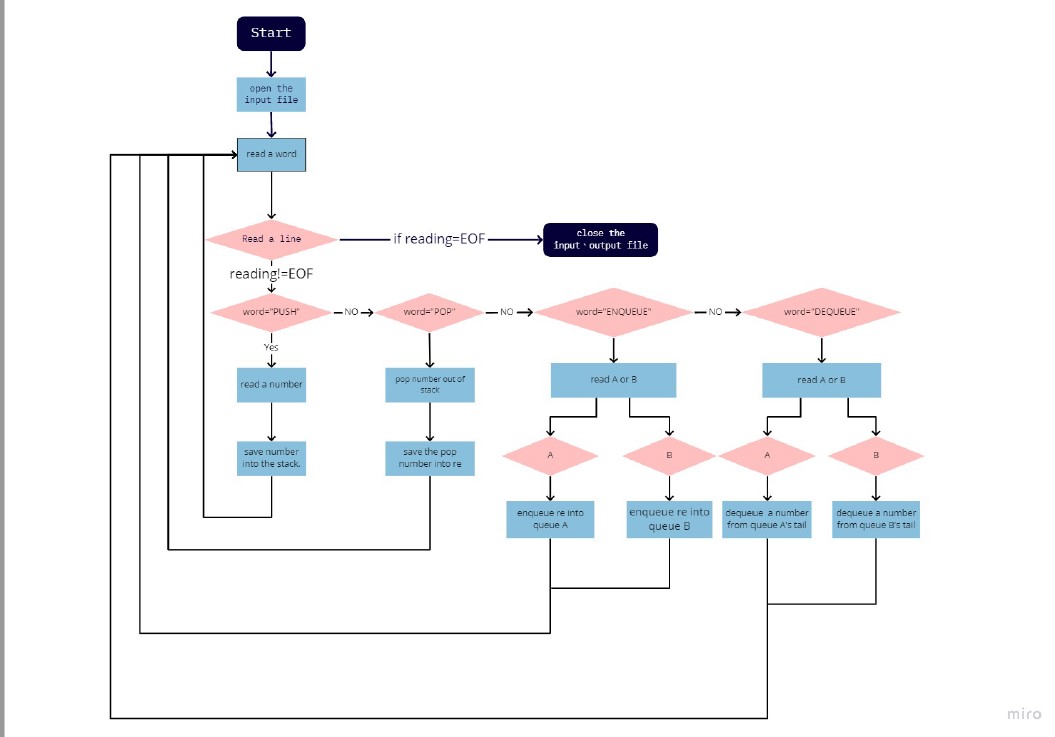 Start
open the
input file
read a word
Read a line
if reading=EOF
close the
input、output file
reading!=EOF
word="PUSH"
NO
word="POP"
NO
word="ENQUEUE"
NO
word="DEQUEUE"
Yes
read a number
pop number out of
stack
read A or B
read A or B
save number
into the stack.
save the pop
number into re
A
B
A
B
enqueue re into
queue A
enqueue re into
queue B
dequeue a number
from queue A's tail
dequeue a number
from queue B's tail
miro